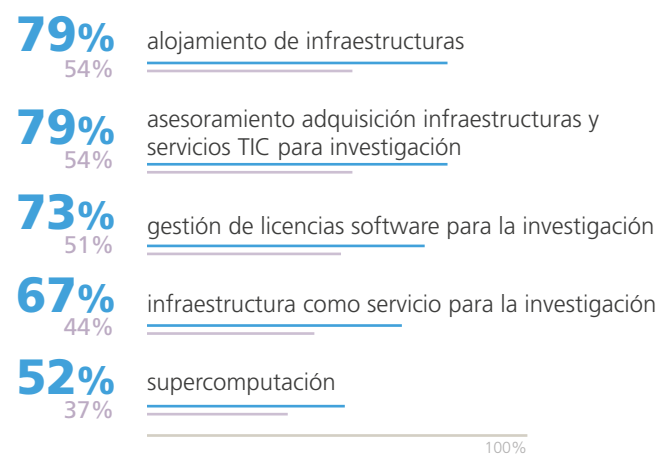 79% alojamiento de infraestructuras
54%
79% asesoramiento adquisición infraestructuras y
54% servicios TIC para investigación
73% gestión de licencias software para la investigación
51%
67% infraestructura como servicio para la investigación
44%
52% supercomputación
37%
100%